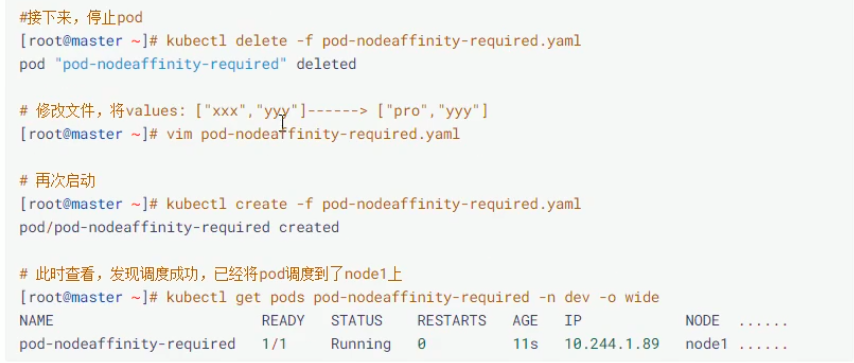 #接下来，停止pod
[root@master ~]# kubectl delete -f pod-nodeaffinity-required.yaml
pod "pod-nodeaffinity-required" deleted
# 修改文件，将values: ["xxx","yyy"]------> ["pro","yyy"]
[root@master ~]# vim pod-nodeaffinity-required.yaml
# 再次启动
[root@master ~]# kubectl create -f pod-nodeaffinity-required.yaml
pod/pod-nodeaffinity-required created
# 此时查看，发现调度成功，已经将pod调度到了node1上
[root@master ~]# kubectl get pods pod-nodeaffinity-required -n dev -o wide
NAME READY STATUS RESTARTS AGE IP NODE ......
pod-nodeaffinity-required 1/1 Running 0 11s 10.244.1.89 node1 ......